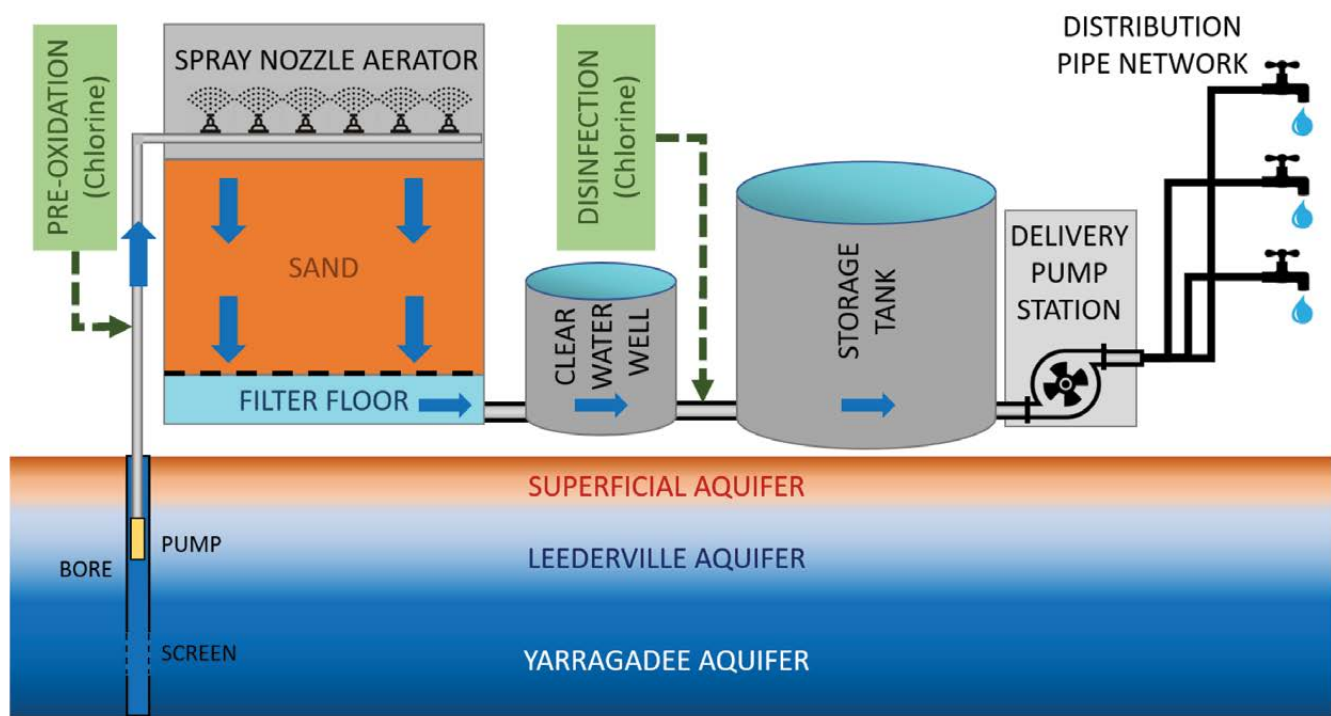 PRE-OXIDATION
(Chlorine)
SPRAY NOZZLE AERATOR
SAND
FILTER FLOOR
CLEAR
WATER
WELL
DISINFECTION
(Chlorine)
STORAGE
TANK
DELIVERY
PUMP
STATION
DISTRIBUTION
PIPE NETWORK
SUPERFICIAL AQUIFER
PUMP
BORE
LEEDERVILLE AQUIFER
SCREEN
YARRAGADEE AQUIFER